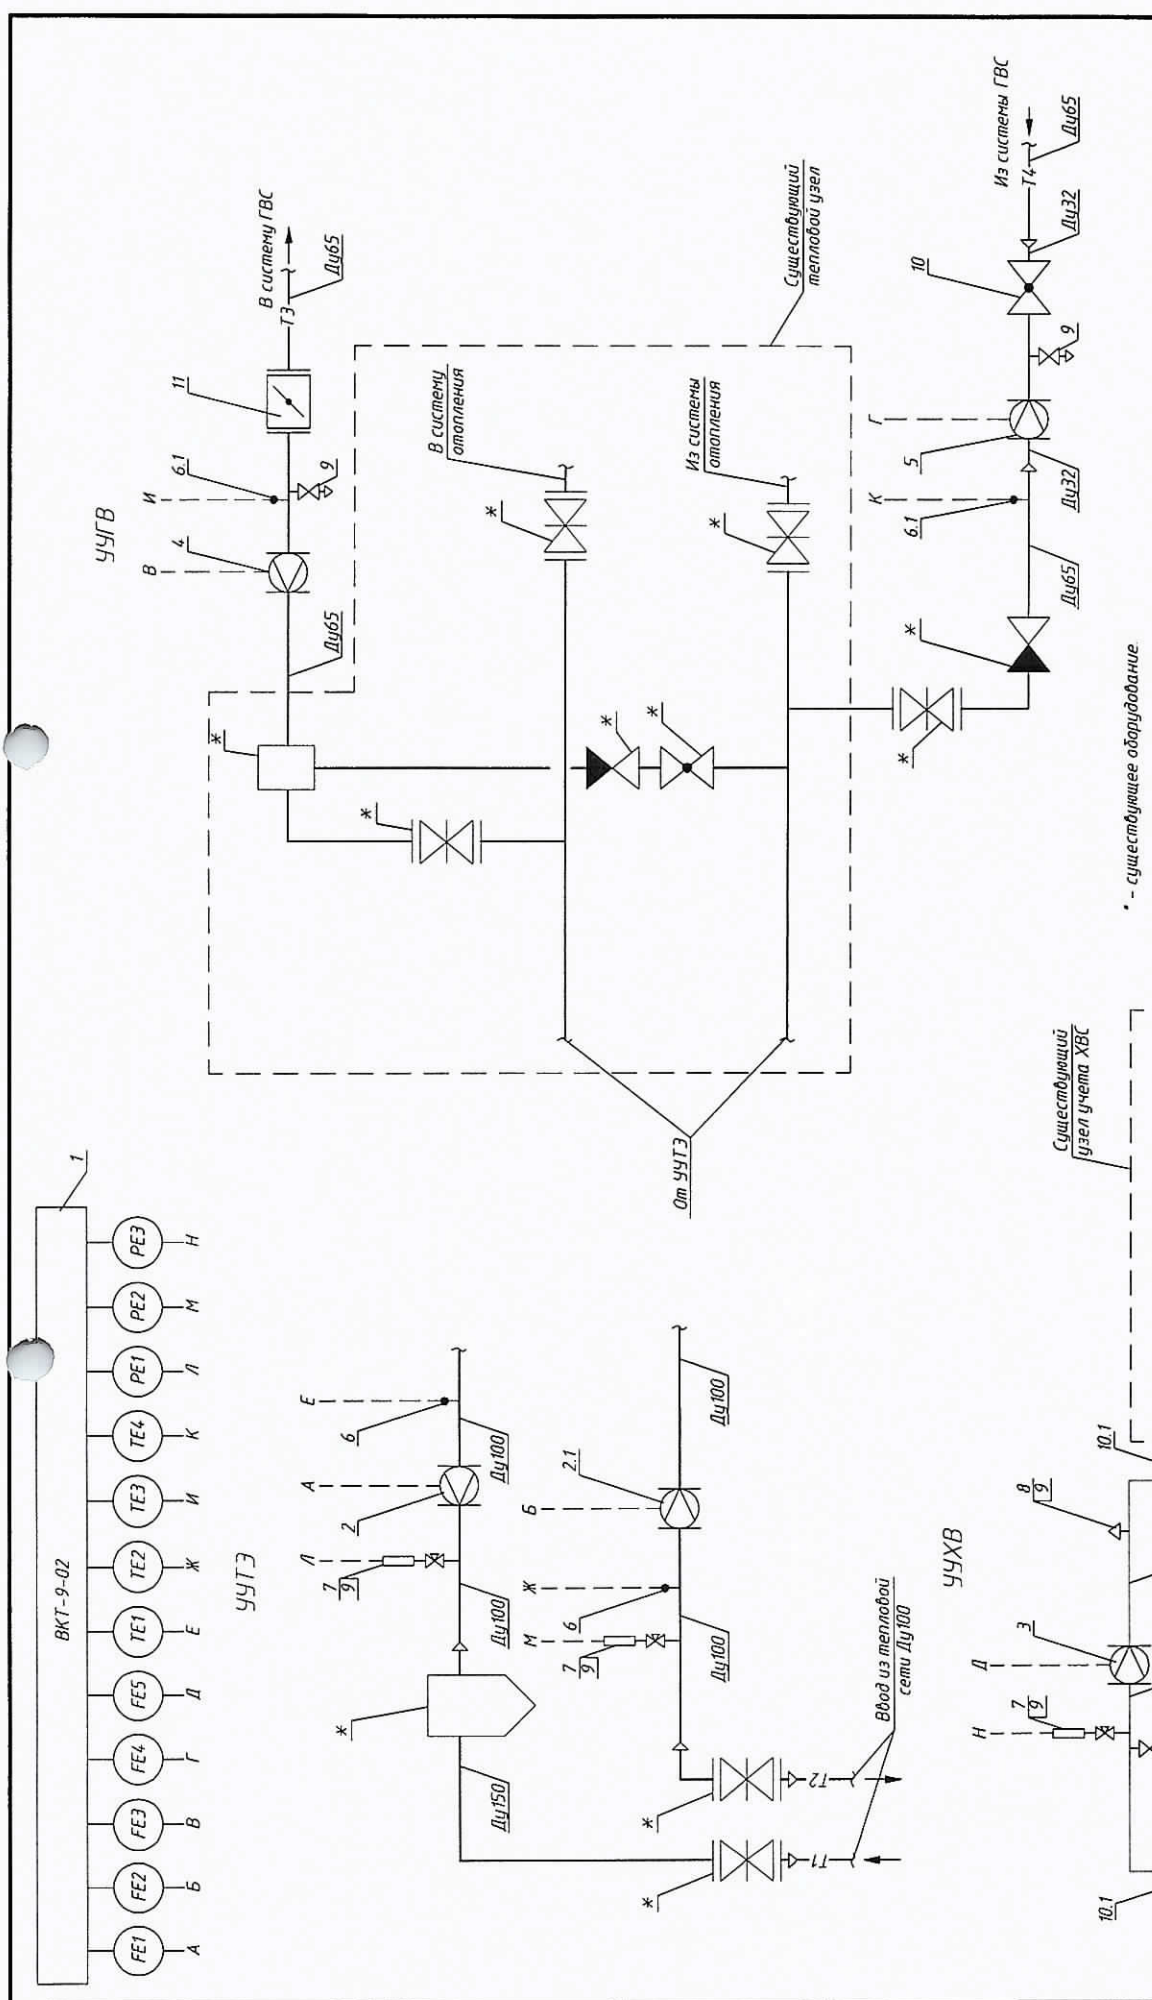 ВКТ-9-02
1
FE1
FE2
FE3
FE4
FE5
TE1
TE2
TE3
TE4
PE1
PE2
PE3
А
Б
В
Г
Д
Е
Ж
И
К
Л
М
Н
УУТЭ
Л
7
9
А
2
Е
6
*
Ду150
Ду100
Ду100
М
7
9
Ж
6
Б
2.1
Ду100
Ду100
*
*
Т1
Т2
Ввод из тепловой
сети Ду100
УУГВ
В
4
И
6.1
9
11
Т3
В систему ГВС
Ду65
Ду65
*
*
В систему
отопления
*
Из системы
отопления
*
*
*
Существующий
тепловой узел
От УУТЭ
*
*
Ду65
К
6.1
Ду32
Г
5
9
10
Ду32
Т4
Из системы ГВС
Ду65
* - существующее оборудование
УУХВ
Н
7
9
Д
3
8
9
10.1
10.1
Существующий
узел учета ХВС